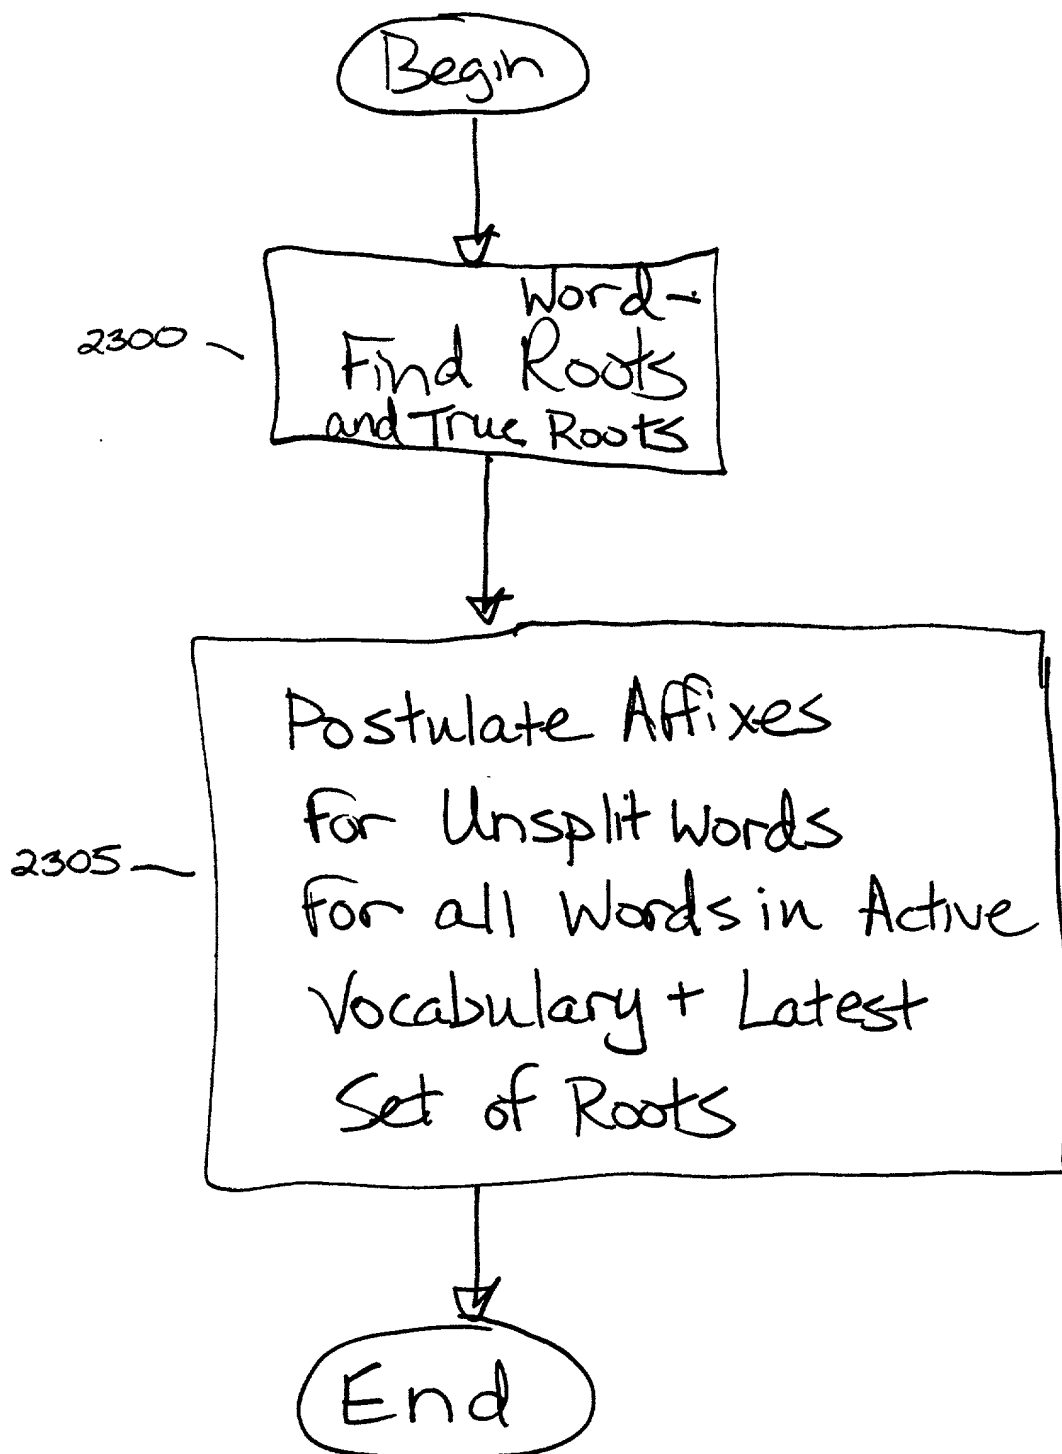 Begin
Word-
2300
Find Roots
and True Roots
Postulate Affixes
For Unsplit Words
2305
For all Words in Active
Vocabulary + Latest
Set of Roots
End